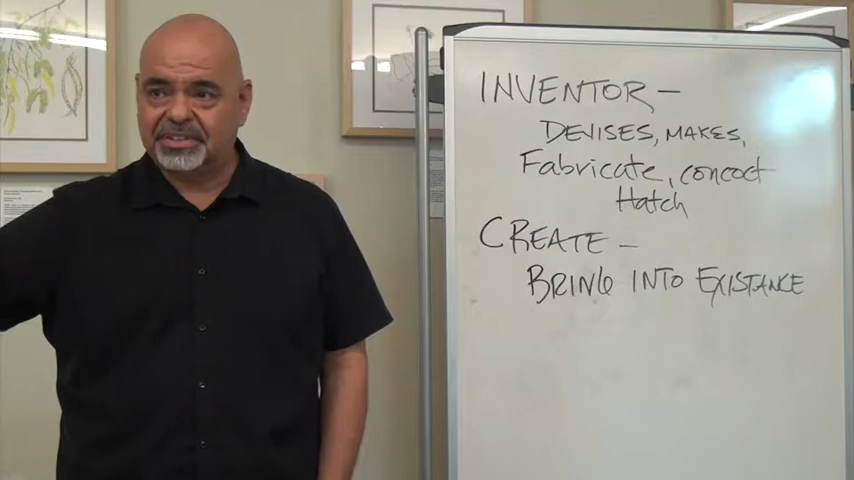 INVENTOR –
DEVISES, MAKES,
Fabricate, concoct
Hatch,
CREATE –
BRING INTO EXISTANCE